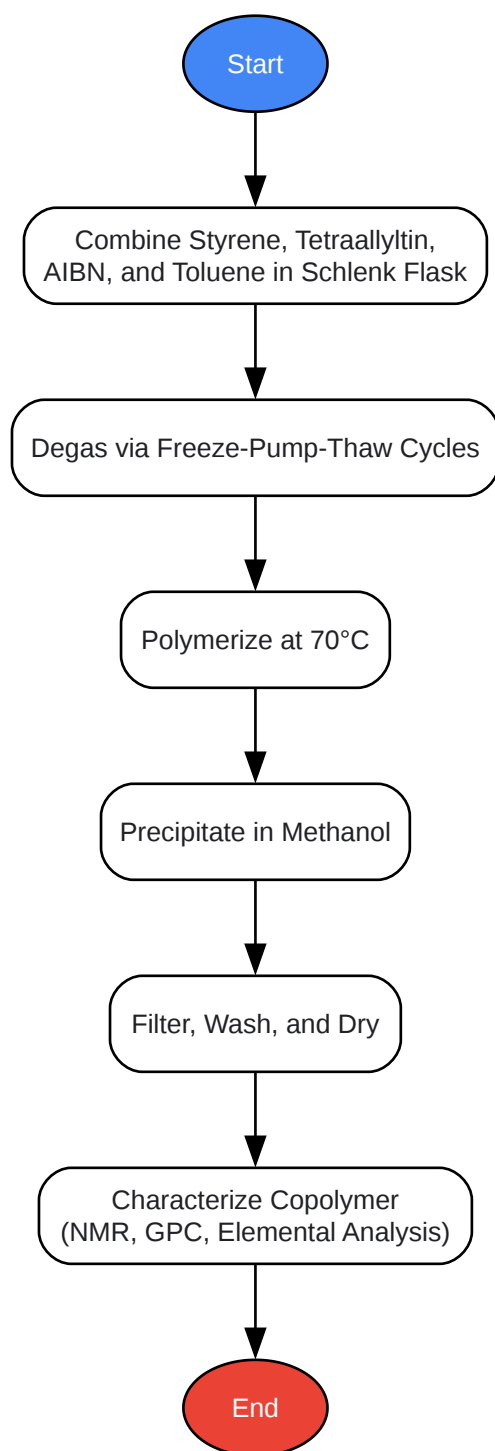 Start
Combine Styrene, Tetraallyltin,
AIBN, and Toluene in Schlenk Flask
Degas via Freeze-Pump-Thaw Cycles
Polymerize at 70°C
Precipitate in Methanol
Filter, Wash, and Dry
Characterize Copolymer
(NMR, GPC, Elemental Analysis)
End